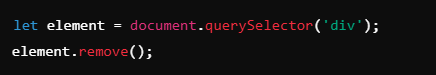 let element = document.querySelector('div');
element.remove();